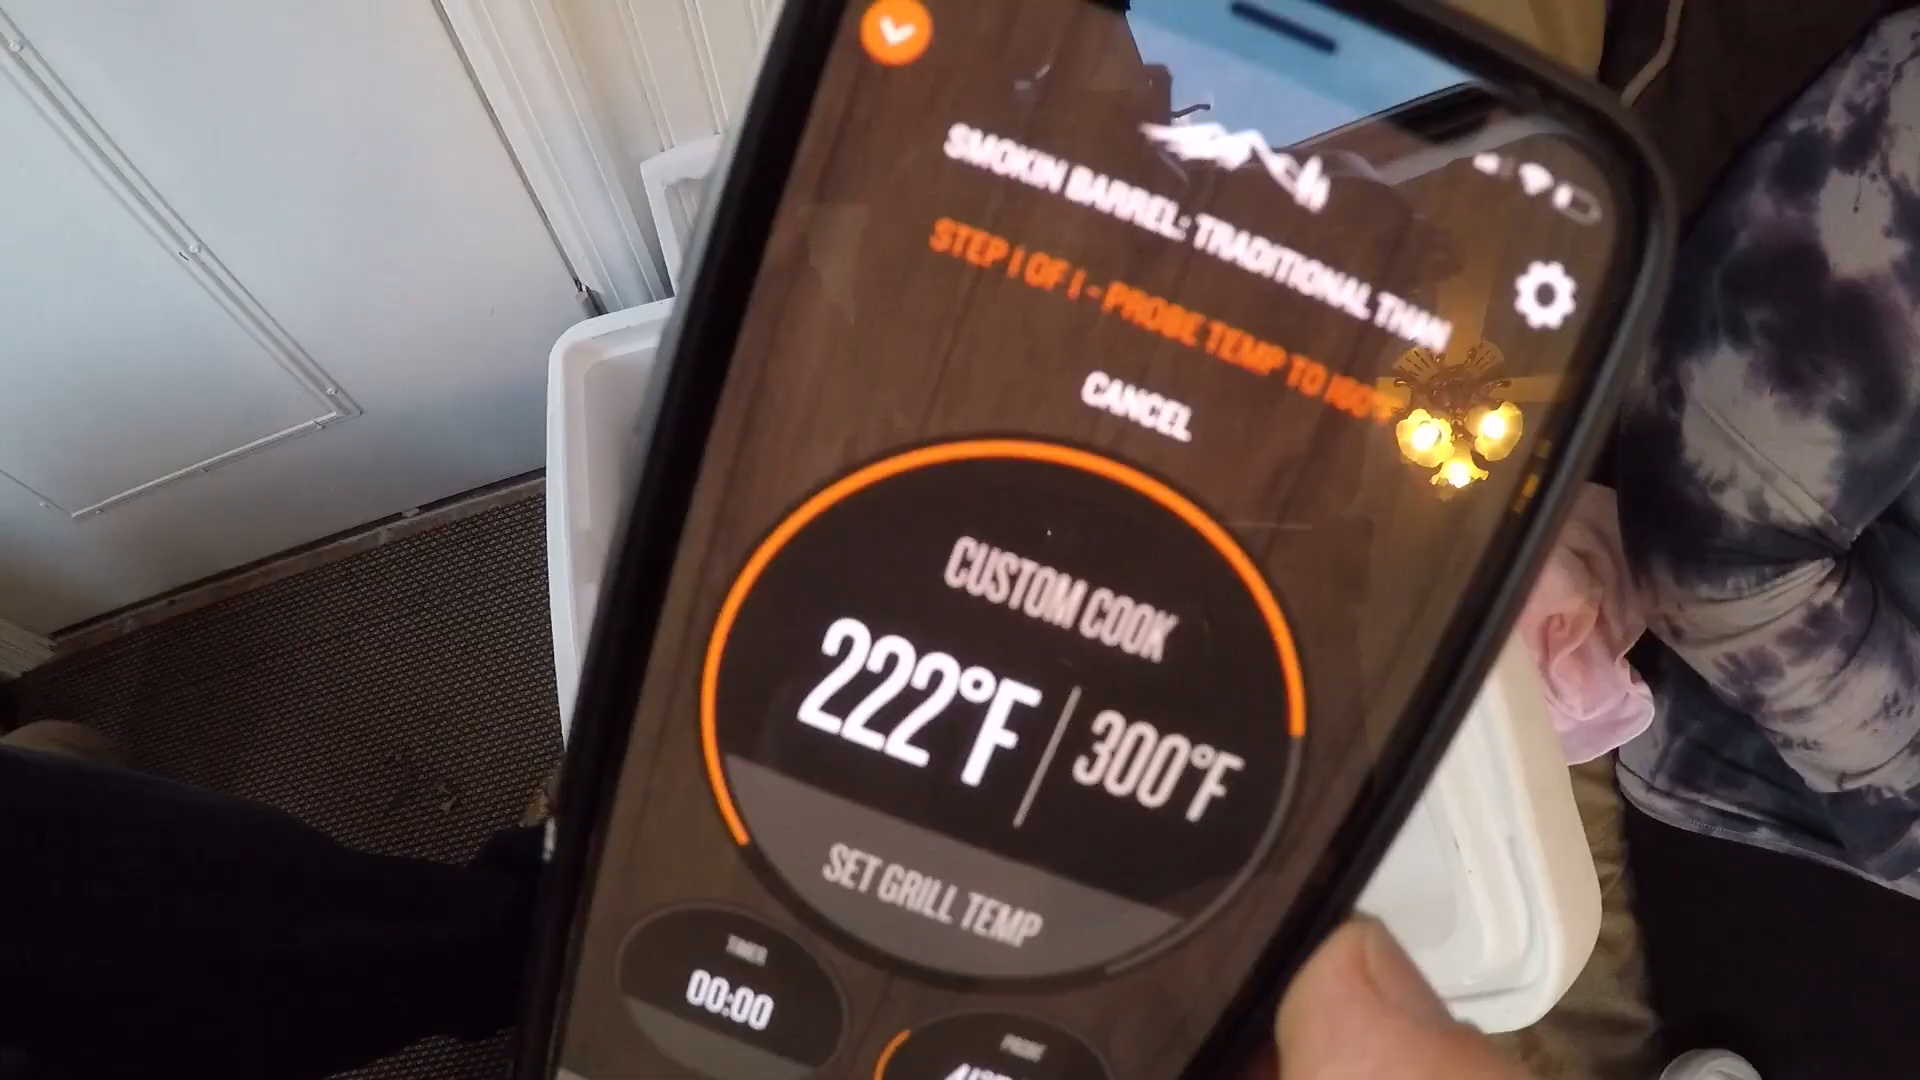 SMOKIN BARREL: TRADITIONAL THAN
STEP 1 OF 1 - PROBE TEMP TO 160°F
CANCEL
CUSTOM COOK
222°F | 300°F
SET GRILL TEMP
TIMER
00:00
PROBE